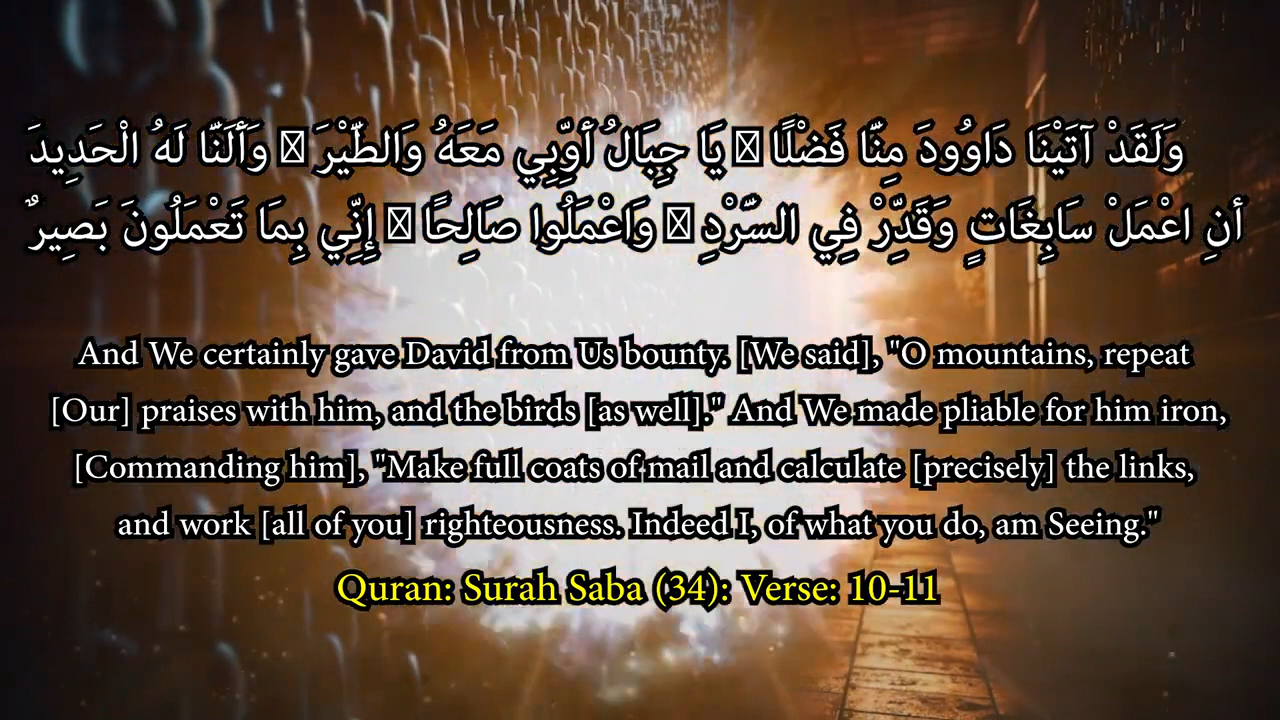 وَلَقَدْ آتَيْنَا دَاوُودَ مِنَّا فَضْلًا ۖ يَا جِبَالُ أَوِّبِي مَعَهُ وَالطَّيْرَ ۖ وَأَلَنَّا لَهُ الْحَدِيدَ
أَنِ اعْمَلْ سَابِغَاتٍ وَقَدِّرْ فِي السَّرْدِ ۖ وَاعْمَلُوا صَالِحًا ۖ إِنِّي بِمَا تَعْمَلُونَ بَصِيرٌ
And We certainly gave David from Us bounty. [We said], "O mountains, repeat
[Our] praises with him, and the birds [as well]." And We made pliable for him iron,
[Commanding him], "Make full coats of mail and calculate [precisely] the links,
and work [all of you] righteousness. Indeed I, of what you do, am Seeing."
Quran: Surah Saba (34): Verse: 10-11